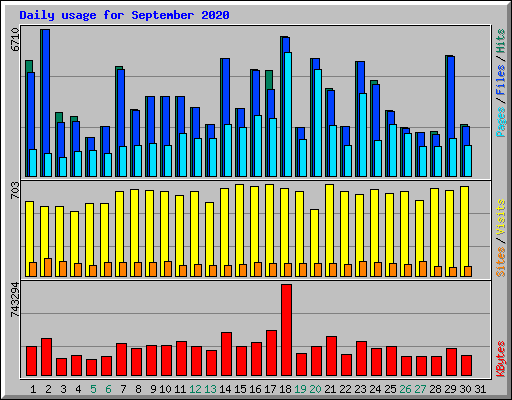 Daily usage for September 2020
6710
Pages / Files / Hits
703
Sites / Visits
743294
KBytes
1 2 3 4 5 6 7 8 9 10 11 12 13 14 15 16 17 18 19 20 21 22 23 24 25 26 27 28 29 30 31